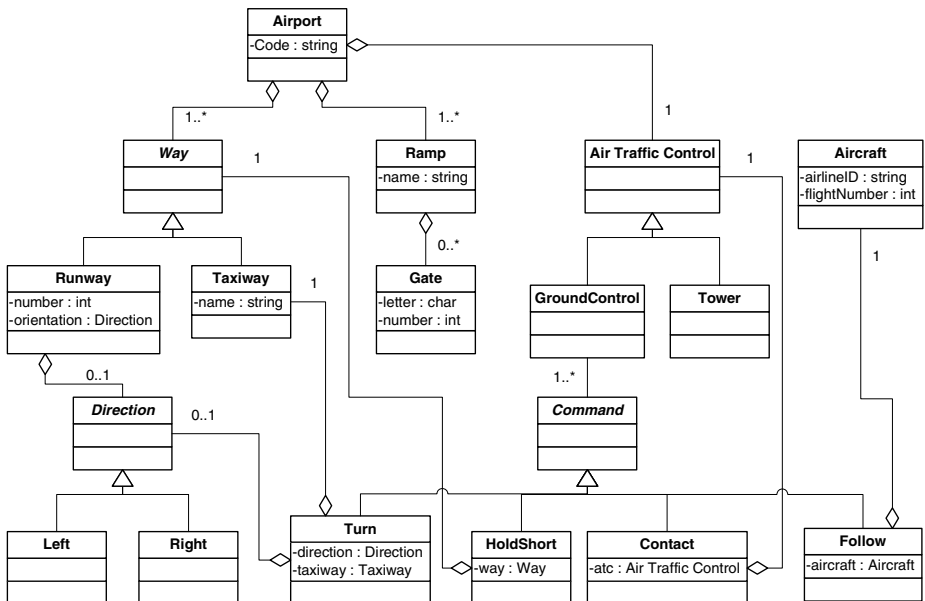 Airport
-Code : string
1..*
1..*
1
Way
1
Ramp
-name : string
Air Traffic Control
1
Aircraft
-airlineID : string
-flightNumber : int
0..*
1
Runway
-number : int
-orientation : Direction
Taxiway
-name : string
1
Gate
-letter : char
-number : int
GroundControl
Tower
0..1
1..*
Direction
0..1
Command
Left
Right
Turn
-direction : Direction
-taxiway : Taxiway
HoldShort
-way : Way
Contact
-atc : Air Traffic Control
Follow
-aircraft : Aircraft